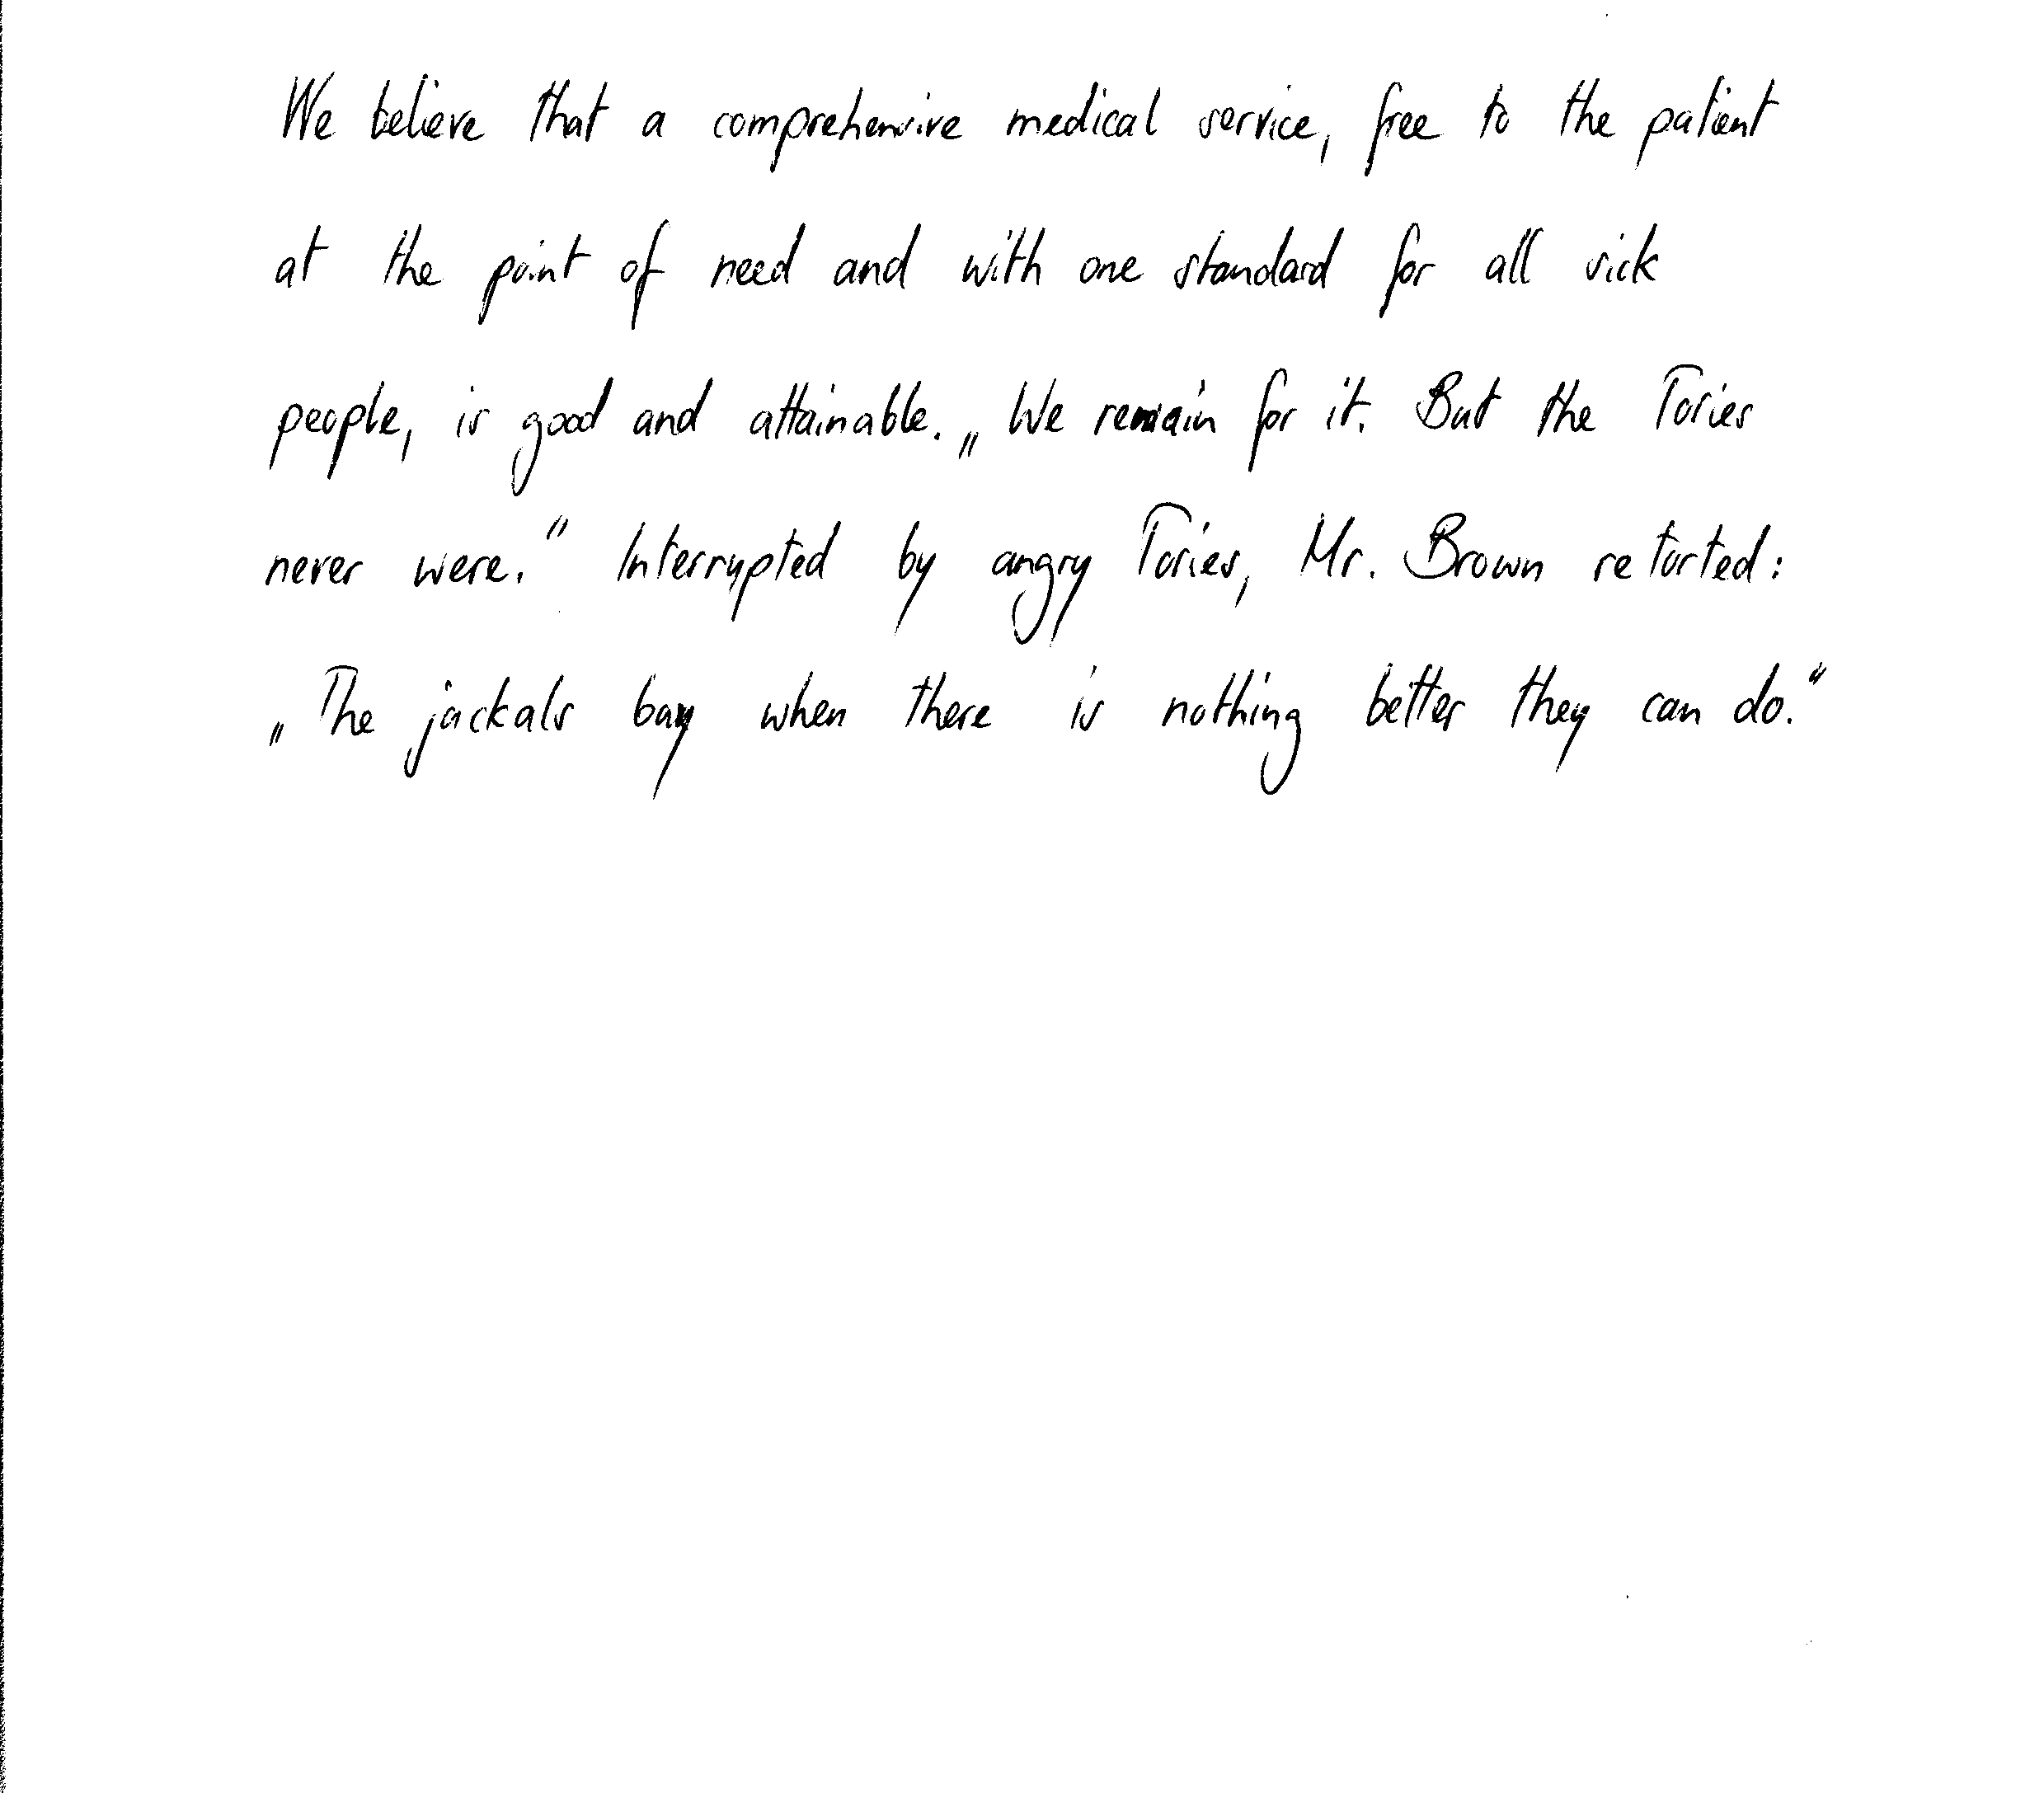 We believe that a comprehensive medical service, free to the patient
at the point of need and with one standard for all sick
people, is good and attainable. „We remain for it. But the Tories
never were.“ Interrupted by angry Tories, Mr. Brown retorted:
„The jackals bay when there is nothing better they can do.“